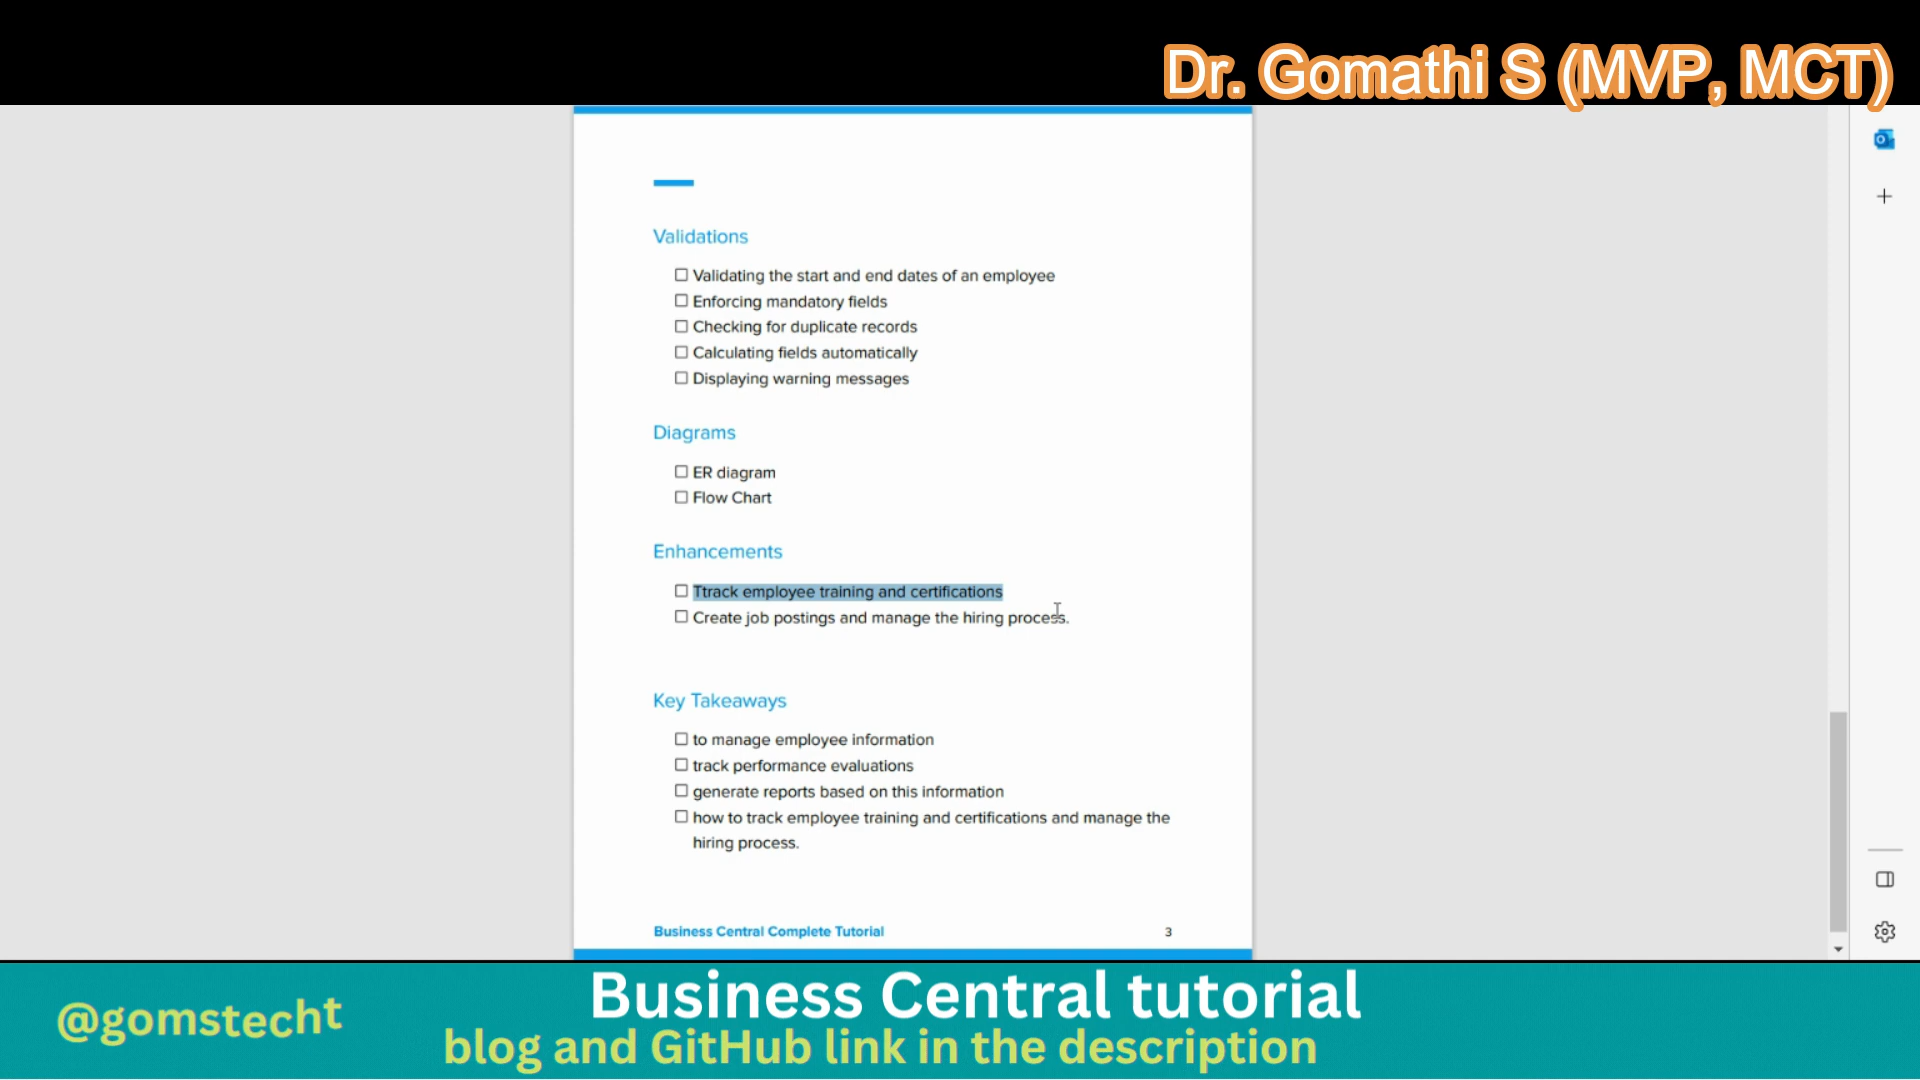 Dr. Gomathi S (MVP, MCT)
Validations
Validating the start and end dates of an employee
Enforcing mandatory fields
Checking for duplicate records
Calculating fields automatically
Displaying warning messages
Diagrams
ER diagram
Flow Chart
Enhancements
Ttrack employee training and certifications
Create job postings and manage the hiring process.
Key Takeaways
to manage employee information
track performance evaluations
generate reports based on this information
how to track employee training and certifications and manage the
hiring process.
Business Central Complete Tutorial 3
@gomstecht
Business Central tutorial
blog and GitHub link in the description